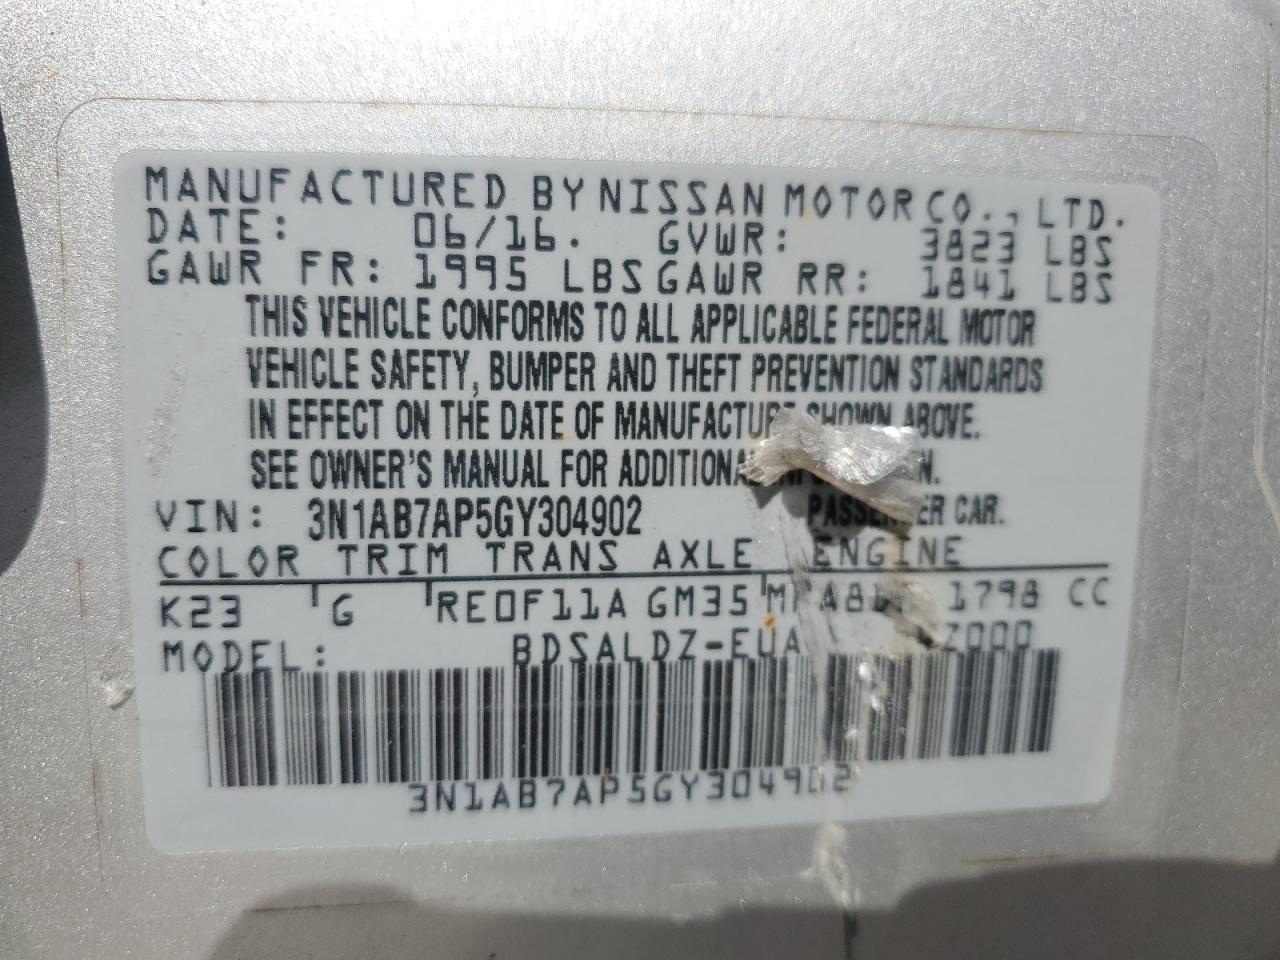 MANUFACTURED BY NISSAN MOTOR CO., LTD.
DATE: 06/16. GVWR: 3823 LBS
GAWR FR: 1995 LBS GAWR RR: 1841 LBS
THIS VEHICLE CONFORMS TO ALL APPLICABLE FEDERAL MOTOR
VEHICLE SAFETY, BUMPER AND THEFT PREVENTION STANDARDS
IN EFFECT ON THE DATE OF MANUFACTURE SHOWN ABOVE.
SEE OWNER'S MANUAL FOR ADDITIONAL
VIN: 3N1AB7AP5GY304902 PASSENGER CAR.
COLOR TRIM TRANS AXLE ENGINE
K23 G RE0F11A GM35 1798 CC
MODEL: BDSALDZ-EUA
3N1AB7AP5GY304902